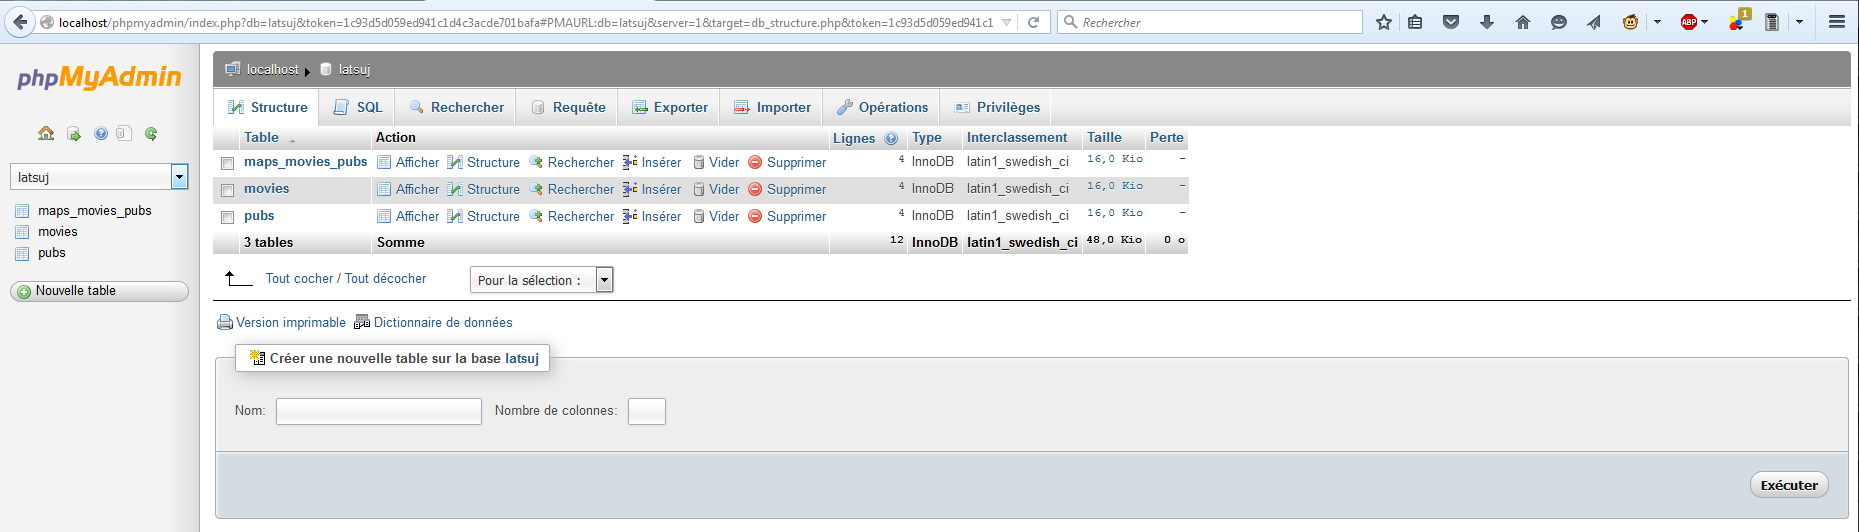 localhost/phpmyadmin/index.php?db=latsuj&token=1c93d5d059ed941c1d4c3acde701bafa#PMAURL:db=latsuj&server=1&target=db_structure.php&token=1c93d5d059ed941c1
Rechercher
ABP
1
phpMyAdmin
latsuj
maps_movies_pubs
movies
pubs
Nouvelle table
localhost latsuj
Structure SQL Rechercher Requête Exporter Importer Opérations Privilèges
Table Action Lignes Type Interclassement Taille Perte
maps_movies_pubs Afficher Structure Rechercher Insérer Vider Supprimer 4 InnoDB latin1_swedish_ci 16,0 Kio -
movies Afficher Structure Rechercher Insérer Vider Supprimer 4 InnoDB latin1_swedish_ci 16,0 Kio -
pubs Afficher Structure Rechercher Insérer Vider Supprimer 4 InnoDB latin1_swedish_ci 16,0 Kio -
3 tables Somme 12 InnoDB latin1_swedish_ci 48,0 Kio 0 o
Tout cocher / Tout décocher Pour la sélection :
Version imprimable Dictionnaire de données
Créer une nouvelle table sur la base latsuj
Nom: Nombre de colonnes:
Exécuter